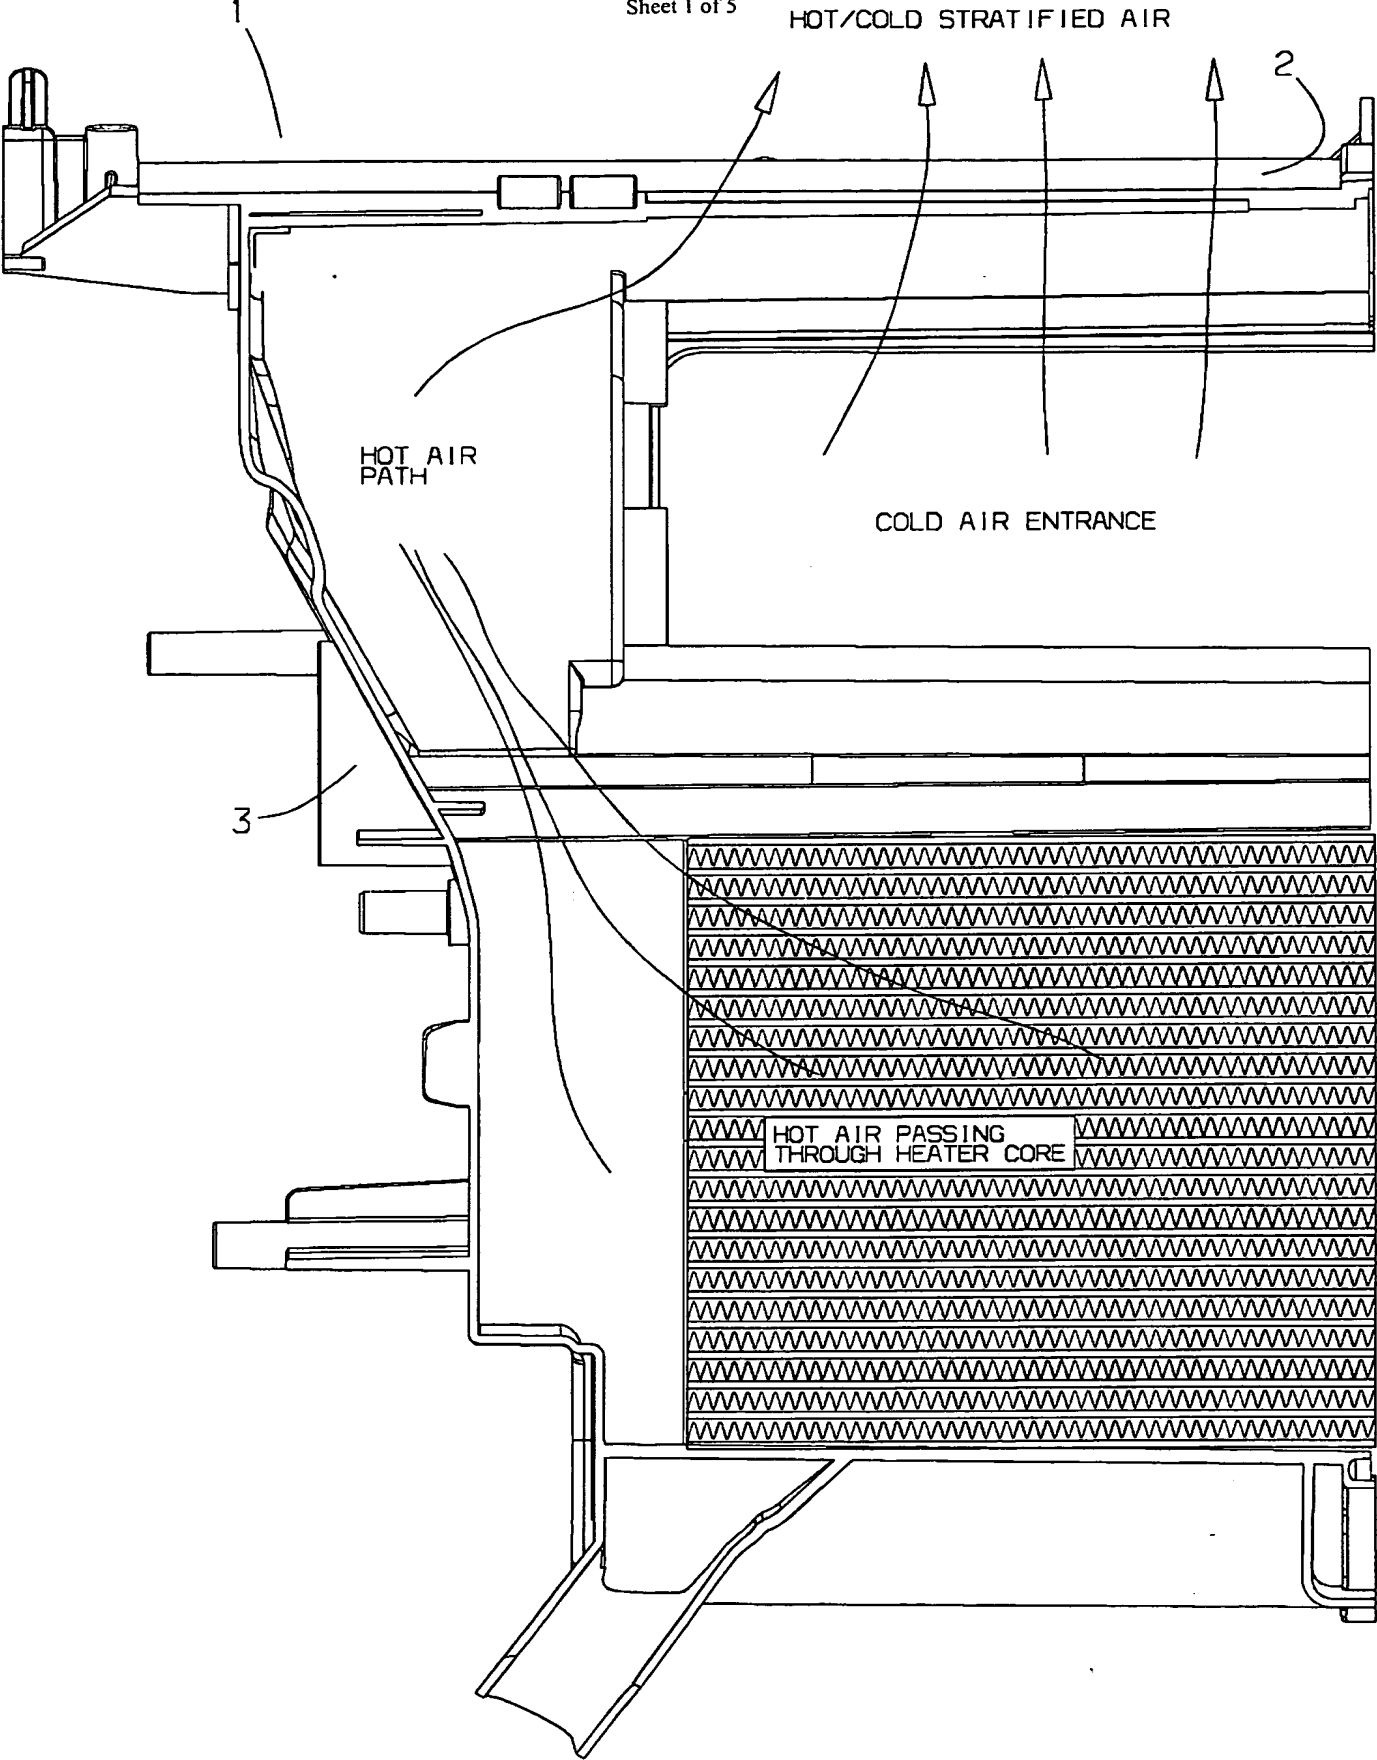 Sheet 1 of 5
1
HOT/COLD STRATIFIED AIR
2
HOT AIR
PATH
COLD AIR ENTRANCE
3
HOT AIR PASSING
THROUGH HEATER CORE